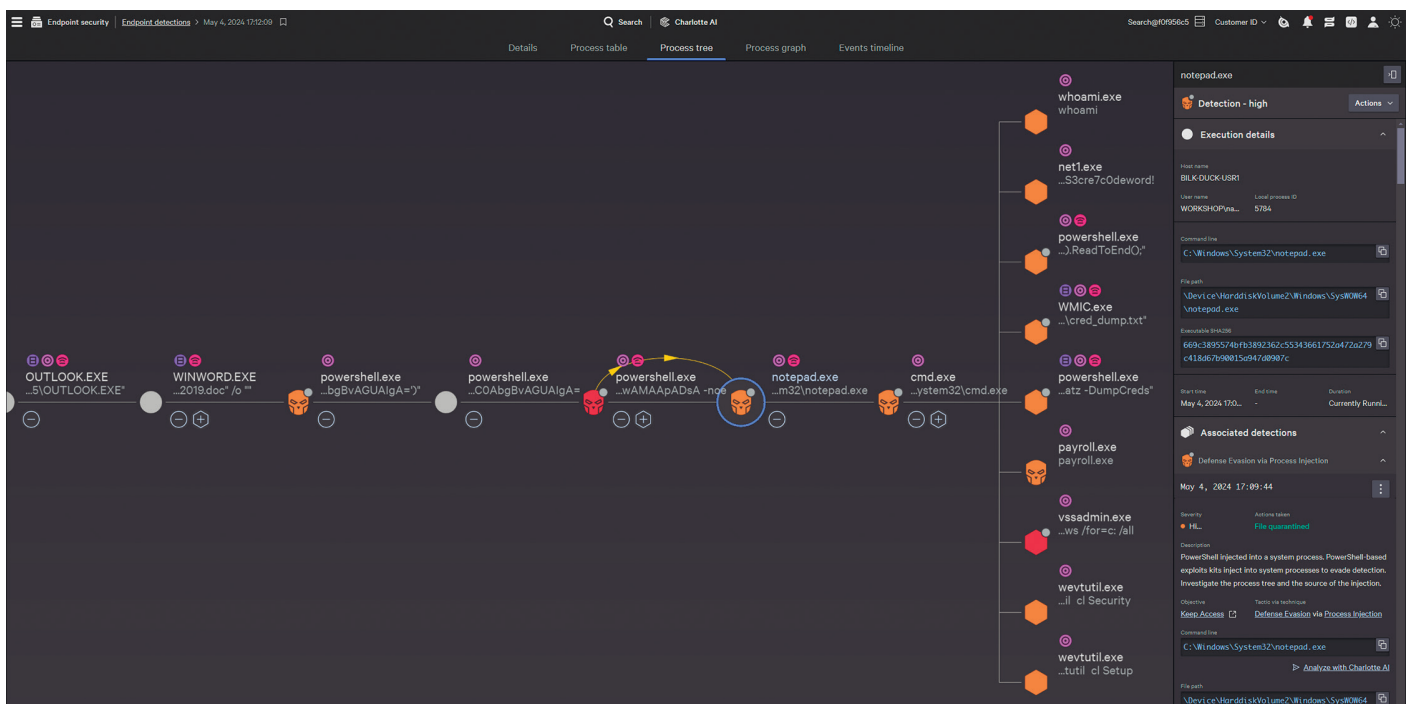 Endpoint security
Endpoint detections > May 4, 2024 17:12:09
Search
Charlotte AI
Search@f0f956c5
Customer ID
Details
Process table
Process tree
Process graph
Events timeline
OUTLOOK.EXE
...5\OUTLOOK.EXE"
WINWORD.EXE
...2019.doc" /o ""
powershell.exe
...bgBvAGUAIgA=')"
powershell.exe
...COAbgBvAGUAIgA=
powershell.exe
...wAMAApADsA -noe
notepad.exe
...m32\notepad.exe
cmd.exe
...ystem32\cmd.exe
whoami.exe
whoami
net1.exe
...S3cre7c0deword!
powershell.exe
...).ReadToEnd();"
WMIC.exe
...\cred_dump.txt"
powershell.exe
...atz -DumpCreds"
payroll.exe
payroll.exe
vssadmin.exe
...ws /for=c: /all
wevtutil.exe
...il cl Security
wevtutil.exe
...tutil cl Setup
notepad.exe
Detection - high
Actions
Execution details
Host name
BILK-DUCK-USR1
User name
Local process ID
WORKSHOP\na...
5784
Command line
C:\Windows\System32\notepad.exe
File path
\Device\HarddiskVolume2\Windows\SysWOW64
\notepad.exe
Executable SHA256
669c3895574bfb3892362c55343661752a472a279
c418d67b90015a947d0907c
Start time
End time
Duration
May 4, 2024 17:0...
-
Currently Runni...
Associated detections
Defense Evasion via Process Injection
May 4, 2024 17:09:44
Severity
Actions taken
Hi...
File quarantined
Description
PowerShell injected into a system process. PowerShell-based
exploits kits inject into system processes to evade detection.
Investigate the process tree and the source of the injection.
Objective
Tactic via technique
Keep Access
Defense Evasion via Process Injection
Command line
C:\Windows\System32\notepad.exe
Analyze with Charlotte AI
File path
\Device\HarddiskVolume2\Windows\SysWOW64